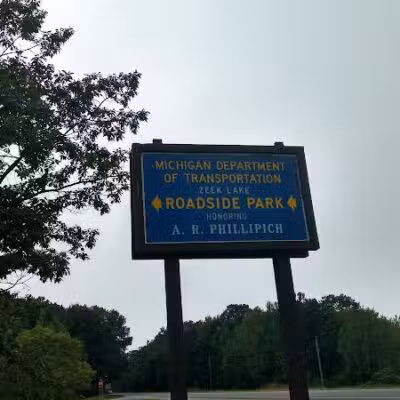 MICHIGAN DEPARTMENT
OF TRANSPORTATION
ZEEK LAKE
ROADSIDE PARK
HONORING
A. R. PHILLIPICH